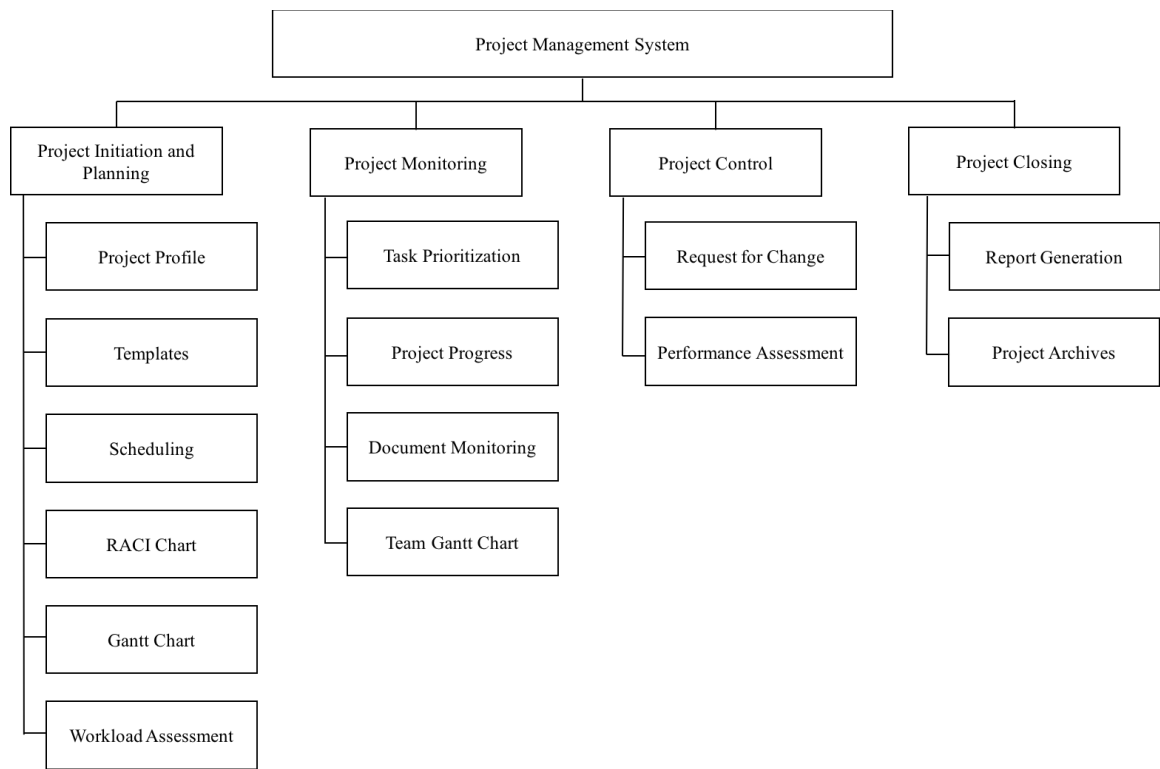 Project Management System
Project Initiation and
Planning
Project Profile
Templates
Scheduling
RACI Chart
Gantt Chart
Workload Assessment
Project Monitoring
Task Prioritization
Project Progress
Document Monitoring
Team Gantt Chart
Project Control
Request for Change
Performance Assessment
Project Closing
Report Generation
Project Archives